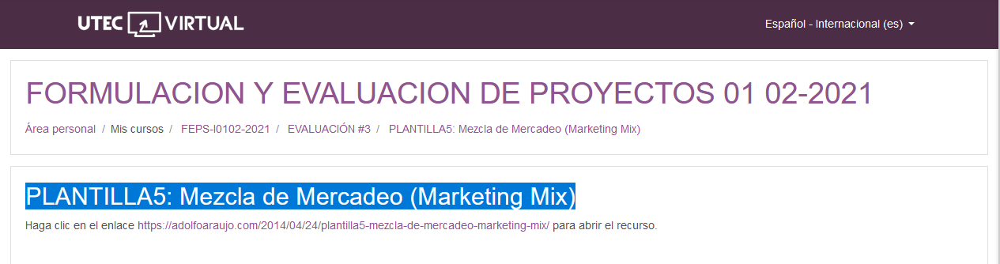 UTEC VIRTUAL
Español - Internacional (es)
FORMULACION Y EVALUACION DE PROYECTOS 01 02-2021
Área personal / Mis cursos / FEPS-I0102-2021 / EVALUACIÓN #3 / PLANTILLA5: Mezcla de Mercadeo (Marketing Mix)
PLANTILLA5: Mezcla de Mercadeo (Marketing Mix)
Haga clic en el enlace https://adolfoaraujo.com/2014/04/24/plantilla5-mezcla-de-mercadeo-marketing-mix/ para abrir el recurso.